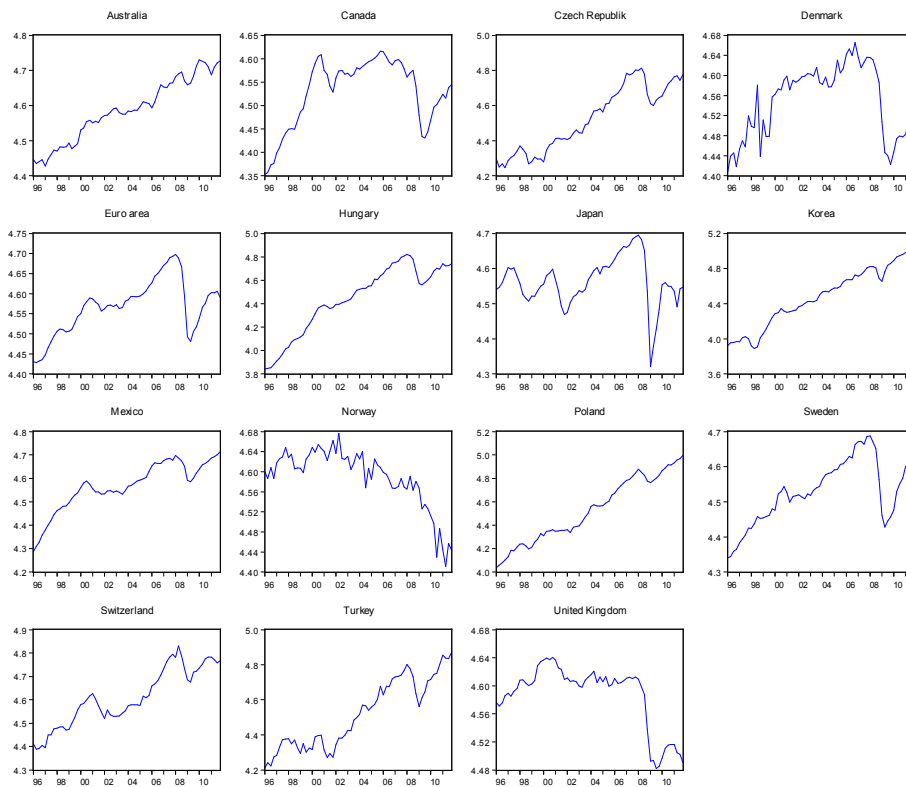 Australia Canada Czech Republik Denmark
4.8 4.65 5.0 4.68
4.7 4.60 4.8 4.64
4.6 4.55 4.6 4.60
4.5 4.50 4.4 4.56
4.4 4.45 4.2 4.52
4.40 4.48
4.35 4.44
4.40
96 98 00 02 04 06 08 10 96 98 00 02 04 06 08 10 96 98 00 02 04 06 08 10 96 98 00 02 04 06 08 10
Euro area Hungary Japan Korea
4.75 5.0 4.7 5.2
4.70 4.8 4.6 4.8
4.65 4.6 4.5 4.4
4.60 4.4 4.4 4.0
4.55 4.2 4.3 3.6
4.50 4.0
4.45 3.8
4.40
96 98 00 02 04 06 08 10 96 98 00 02 04 06 08 10 96 98 00 02 04 06 08 10 96 98 00 02 04 06 08 10
Mexico Norway Poland Sweden
4.8 4.68 5.2 4.7
4.7 4.64 5.0 4.6
4.6 4.60 4.8 4.5
4.5 4.56 4.6 4.4
4.4 4.52 4.4 4.3
4.3 4.48 4.2
4.2 4.44 4.0
4.40
96 98 00 02 04 06 08 10 96 98 00 02 04 06 08 10 96 98 00 02 04 06 08 10 96 98 00 02 04 06 08 10
Switzerland Turkey United Kingdom
4.9 5.0 4.68
4.8 4.8 4.64
4.7 4.6 4.60
4.6 4.4 4.56
4.5 4.2 4.52
4.4 4.48
4.3
96 98 00 02 04 06 08 10 96 98 00 02 04 06 08 10 96 98 00 02 04 06 08 10